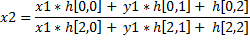 x2 = x1 * h[0,0] + y1 * h[0,1] + h[0,2]
x1 * h[2,0] + y1 * h[2,1] + h[2,2]